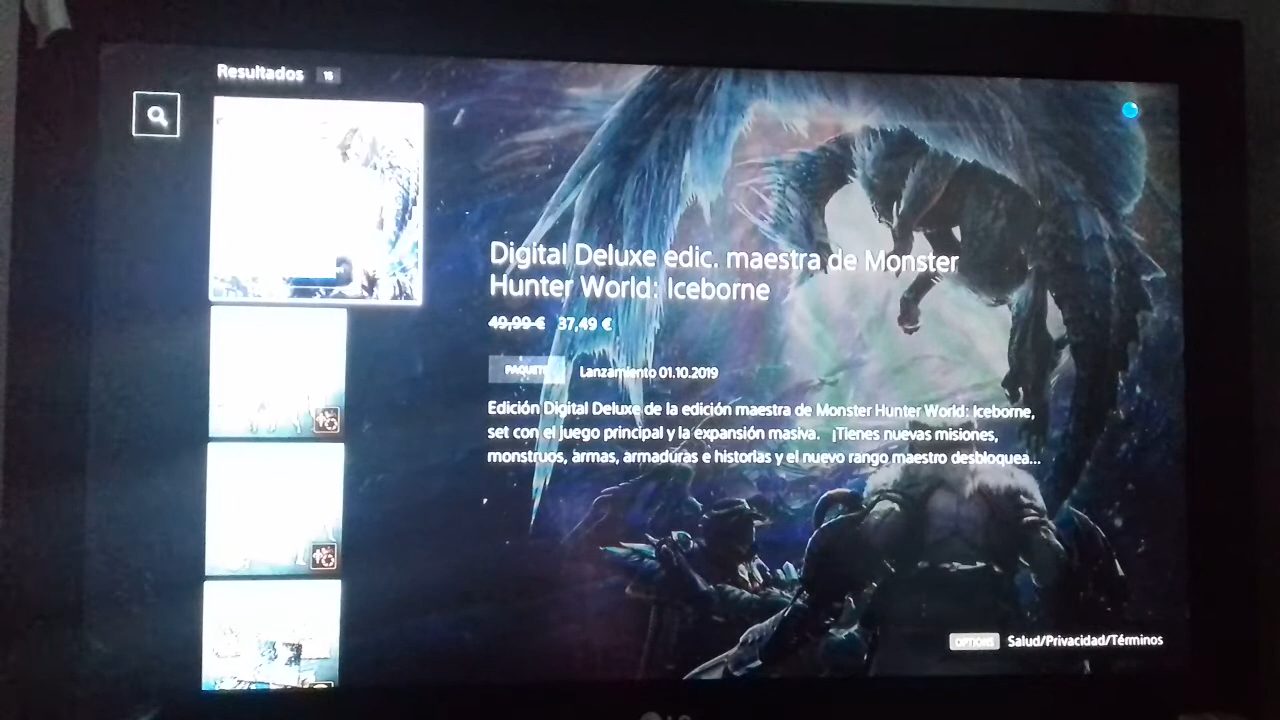 Resultados 15
Digital Deluxe edic. maestra de Monster
Hunter World: Iceborne
49,99 € 37,49 €
PAQUETE Lanzamiento 01.10.2019
Edición Digital Deluxe de la edición maestra de Monster Hunter World: Iceborne,
set con el juego principal y la expansión masiva. ¡Tienes nuevas misiones,
monstruos, armas, armaduras e historias y el nuevo rango maestro desbloquea...
OPTIONS Salud/Privacidad/Términos
LG